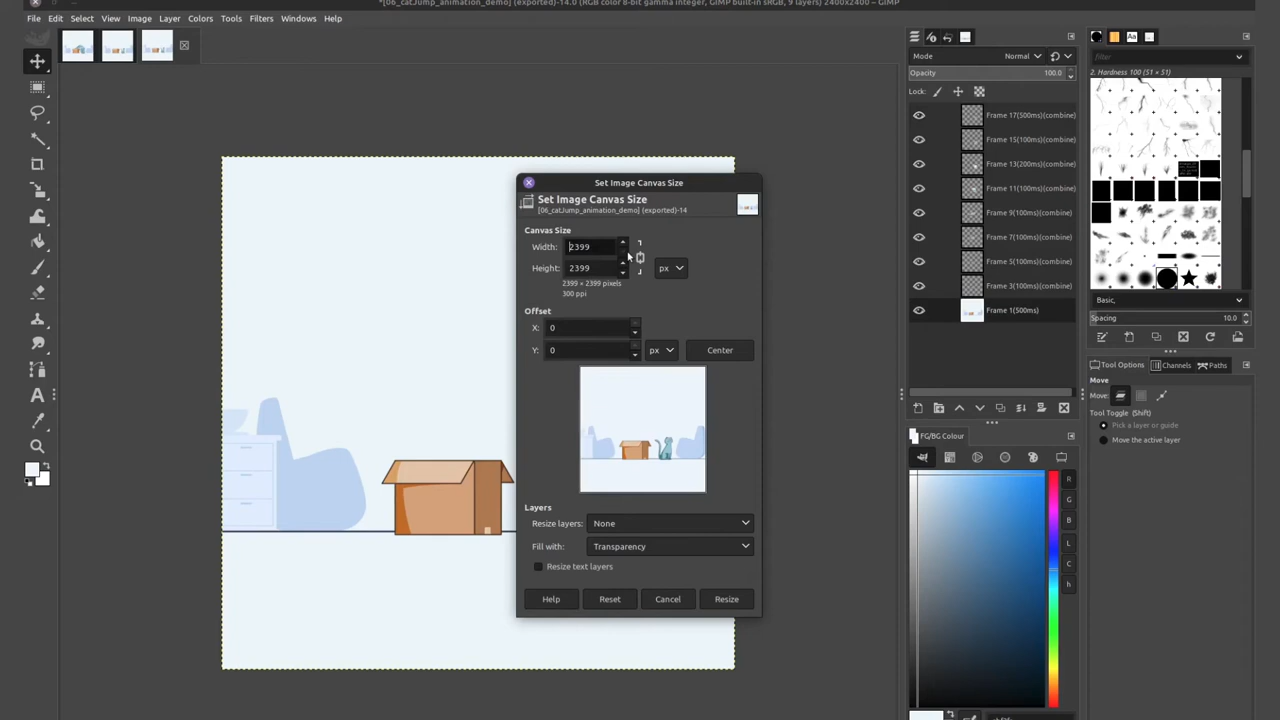 *[06_catJump_animation_demo] (exported)-14.0 (RGB color 8-bit gamma integer, GIMP built-in sRGB, 9 layers) 2400x2400 – GIMP
File Edit Select View Image Layer Colors Tools Filters Windows Help
Mode Normal
Opacity 100.0
Lock:
Frame 17(500ms)(combine)
Frame 15(100ms)(combine)
Frame 13(200ms)(combine)
Frame 11(100ms)(combine)
Frame 9(100ms)(combine)
Frame 7(100ms)(combine)
Frame 5(100ms)(combine)
Frame 3(100ms)(combine)
Frame 1(500ms)
Aa
Filter
2. Hardness 100 (51 × 51)
Basic,
Spacing 10.0
Tool Options Channels Paths
Move
Move:
Tool Toggle (Shift)
Pick a layer or guide
Move the active layer
FG/BG Colour
R
G
B
L
C
h
Set Image Canvas Size
Set Image Canvas Size
[06_catJump_animation_demo] (exported)-14
Canvas Size
Width: 2399
Height: 2399 px
2399 × 2399 pixels
300 ppi
Offset
X: 0
Y: 0 px Center
Layers
Resize layers: None
Fill with: Transparency
Resize text layers
Help Reset Cancel Resize